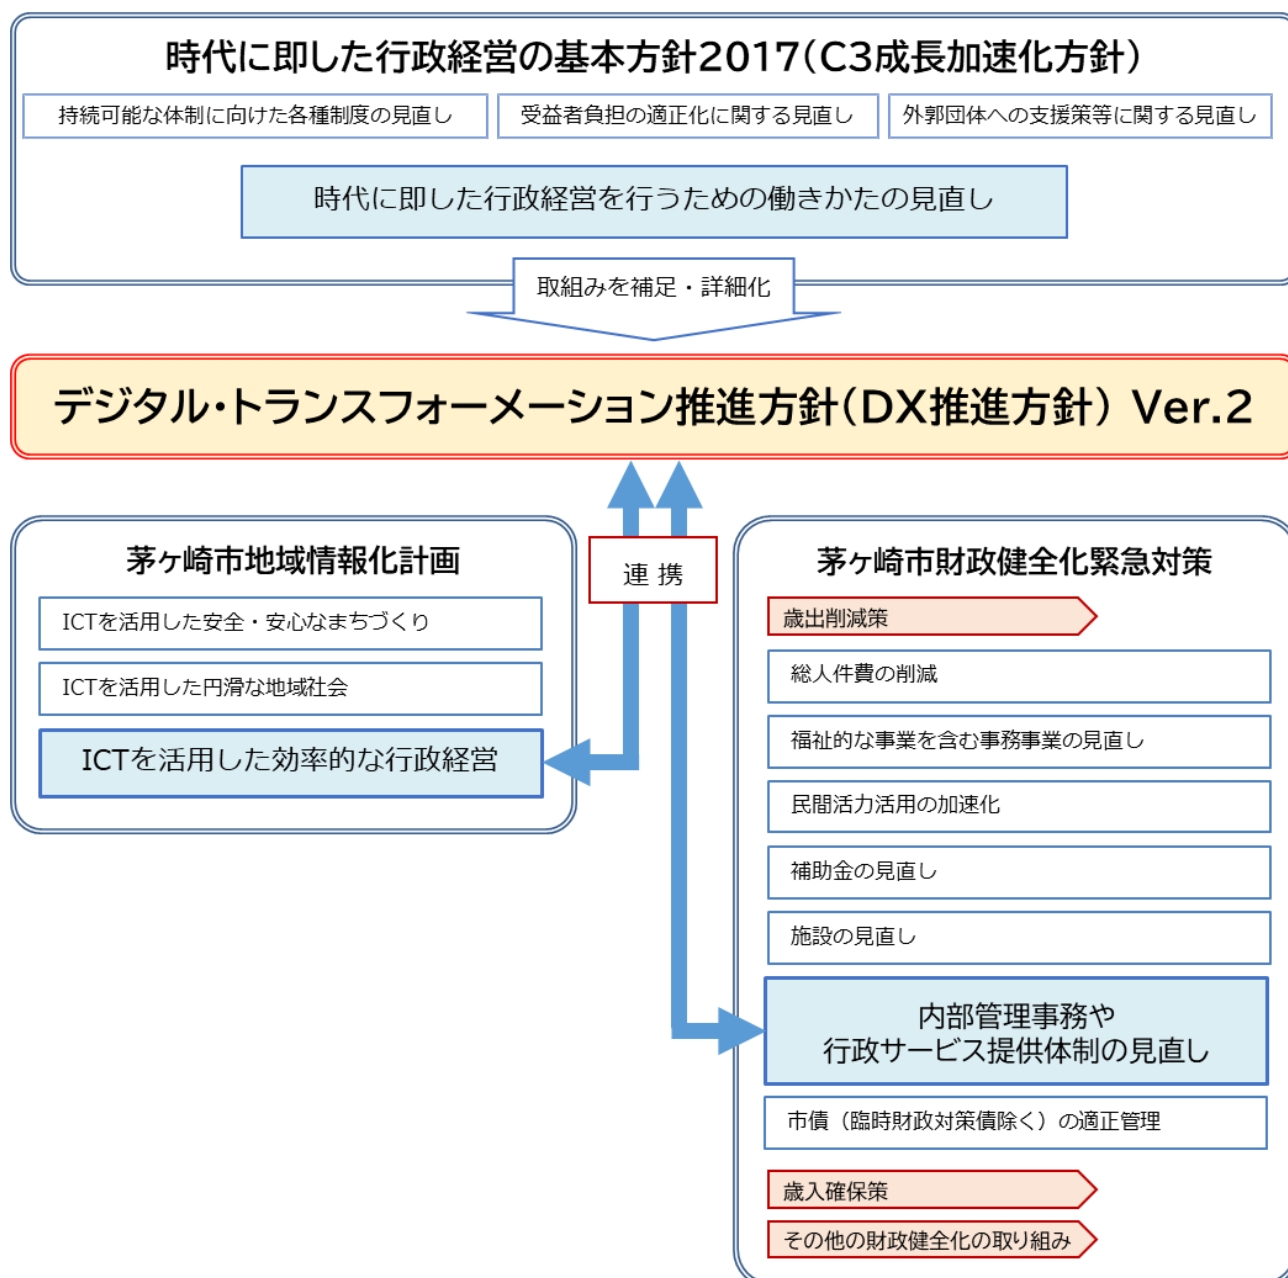 時代に即した行政経営の基本方針2017(C3成長加速化方針)
持続可能な体制に向けた各種制度の見直し
受益者負担の適正化に関する見直し
外郭団体への支援策等に関する見直し
時代に即した行政経営を行うための働きかたの見直し
取組みを補足・詳細化
デジタル・トランスフォーメーション推進方針(DX推進方針) Ver.2
連 携
茅ヶ崎市地域情報化計画
ICTを活用した安全・安心なまちづくり
ICTを活用した円滑な地域社会
ICTを活用した効率的な行政経営
茅ヶ崎市財政健全化緊急対策
歳出削減策
総人件費の削減
福祉的な事業を含む事務事業の見直し
民間活力活用の加速化
補助金の見直し
施設の見直し
内部管理事務や
行政サービス提供体制の見直し
市債（臨時財政対策債除く）の適正管理
歳入確保策
その他の財政健全化の取り組み